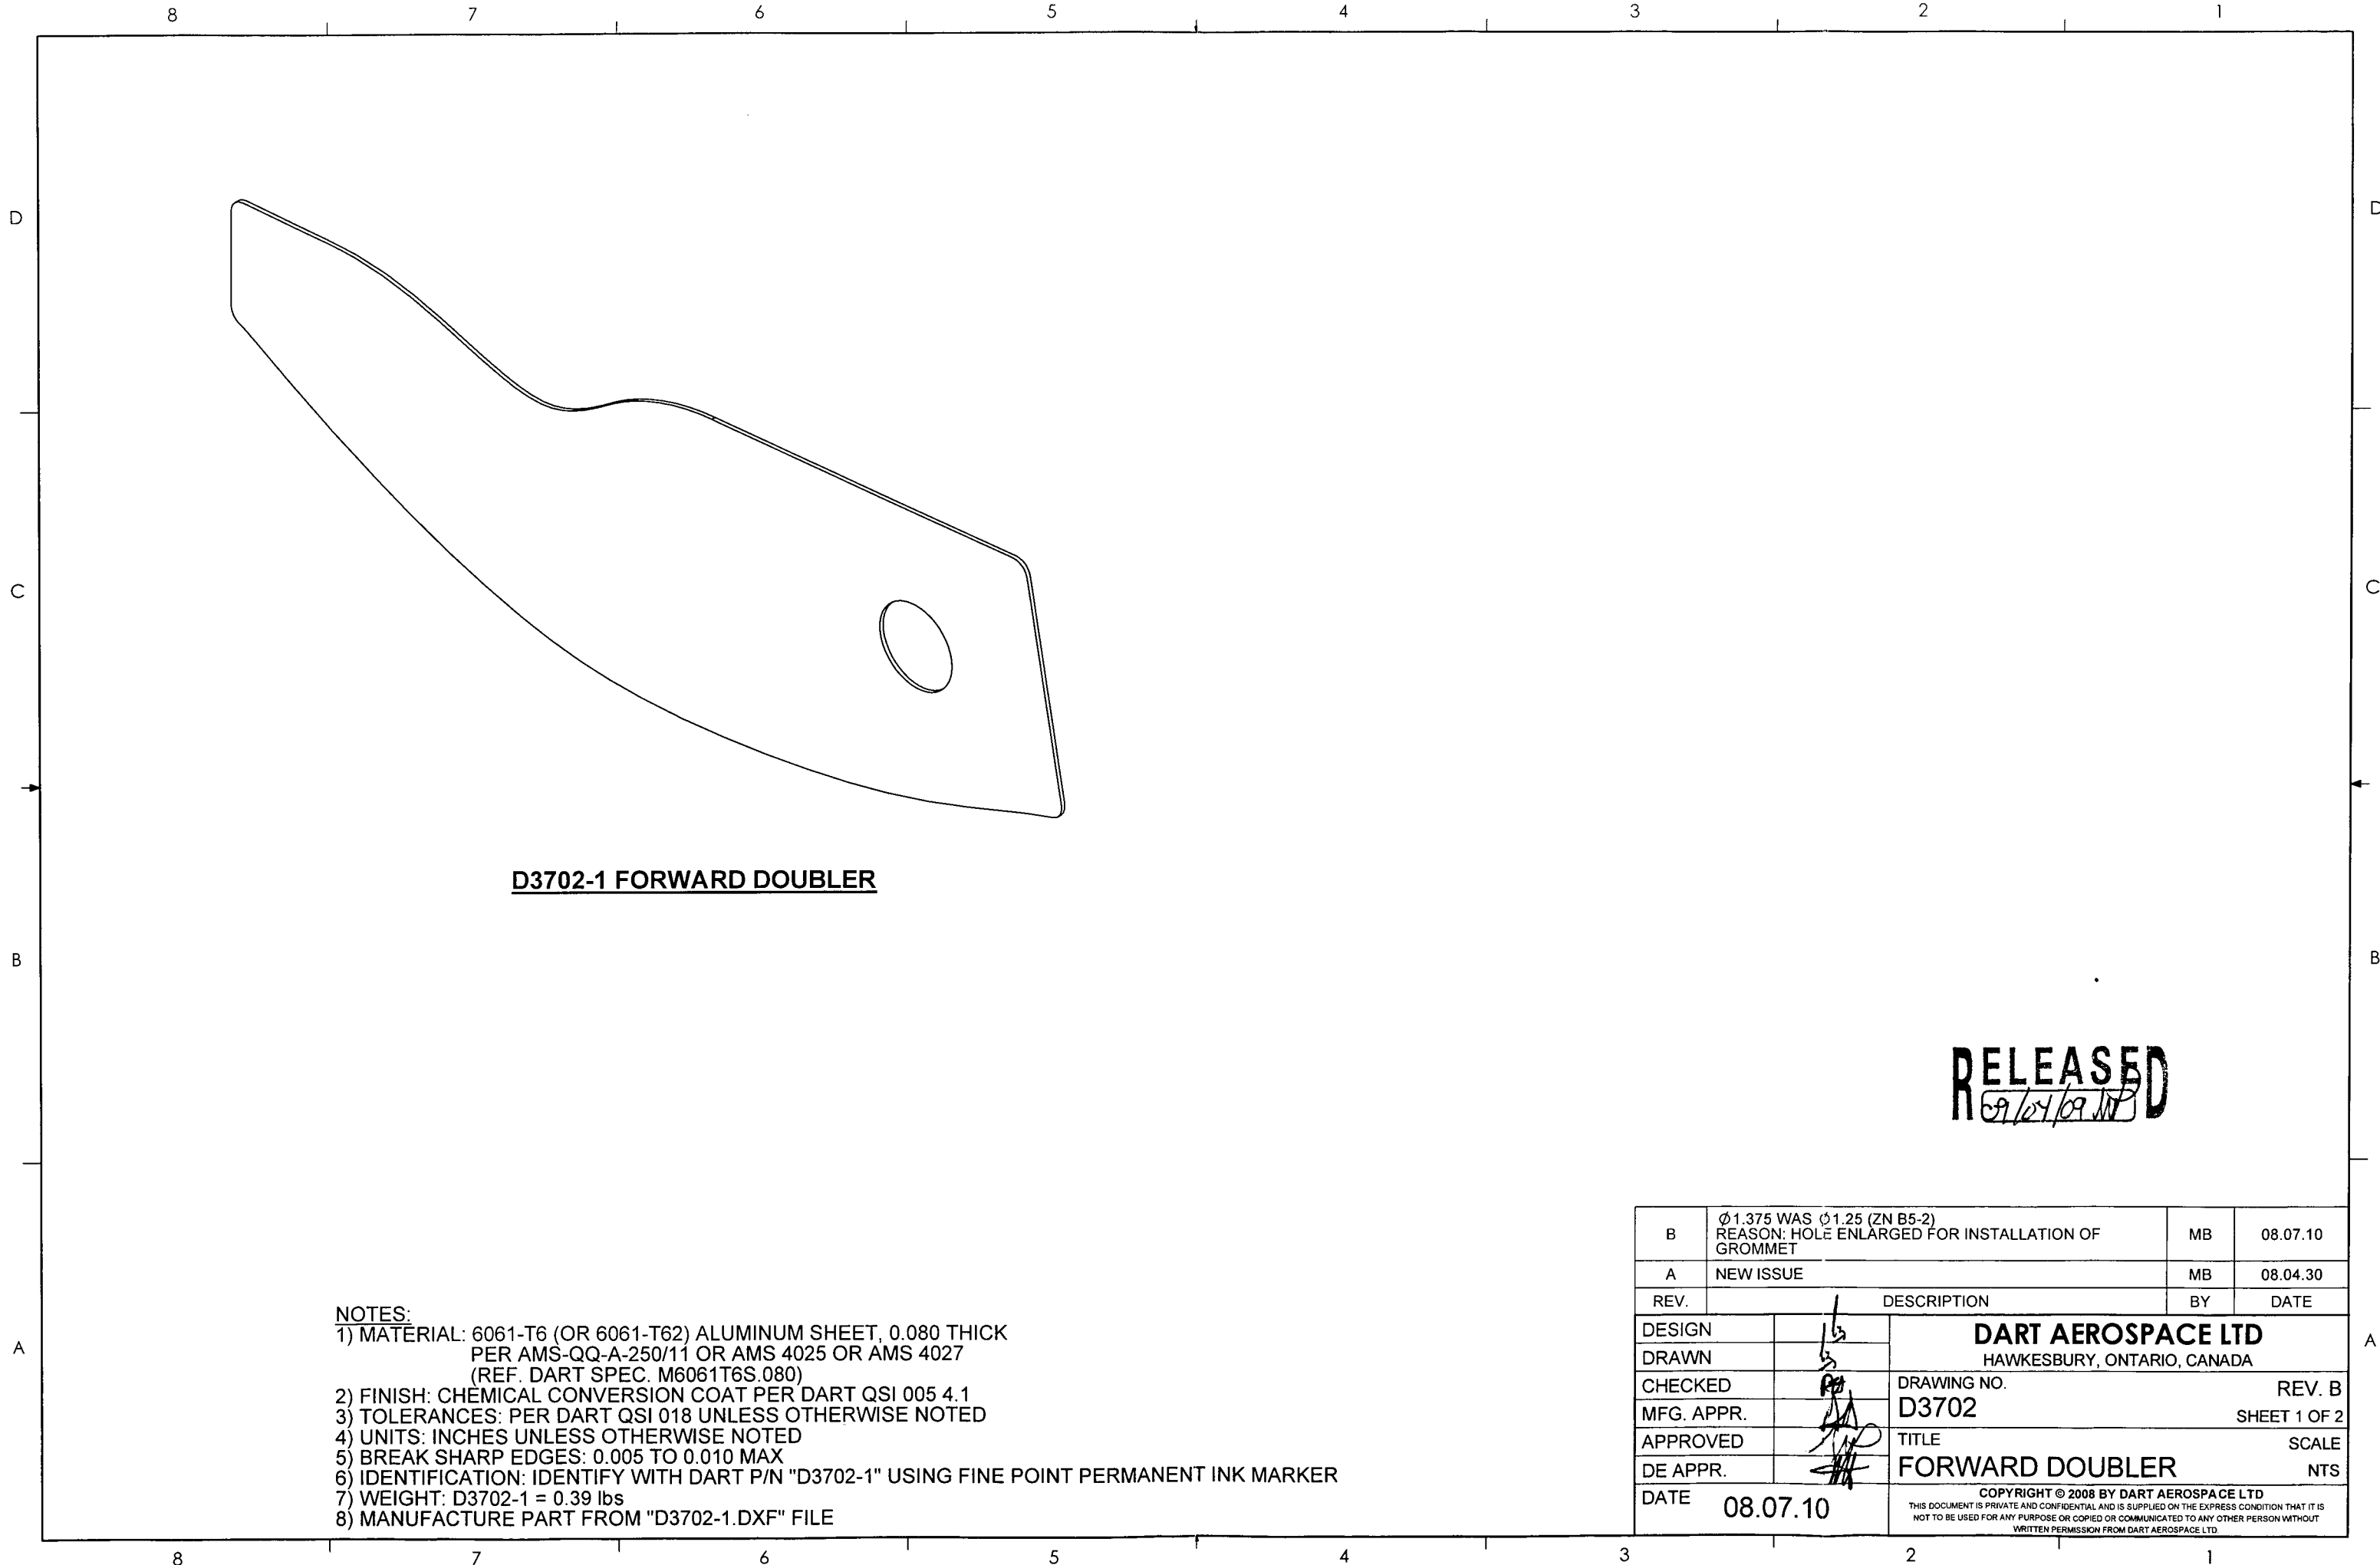 8 7 6 5 4 3 2 1
D D
C C
B B
A A
D3702-1 FORWARD DOUBLER
RELEASED
NOTES:
1) MATERIAL: 6061-T6 (OR 6061-T62) ALUMINUM SHEET, 0.080 THICK
PER AMS-QQ-A-250/11 OR AMS 4025 OR AMS 4027
(REF. DART SPEC. M6061T6S.080)
2) FINISH: CHEMICAL CONVERSION COAT PER DART QSI 005 4.1
3) TOLERANCES: PER DART QSI 018 UNLESS OTHERWISE NOTED
4) UNITS: INCHES UNLESS OTHERWISE NOTED
5) BREAK SHARP EDGES: 0.005 TO 0.010 MAX
6) IDENTIFICATION: IDENTIFY WITH DART P/N "D3702-1" USING FINE POINT PERMANENT INK MARKER
7) WEIGHT: D3702-1 = 0.39 lbs
8) MANUFACTURE PART FROM "D3702-1.DXF" FILE
B Ø1.375 WAS Ø1.25 (ZN B5-2)
REASON: HOLE ENLARGED FOR INSTALLATION OF
GROMMET MB 08.07.10
A NEW ISSUE MB 08.04.30
REV. DESCRIPTION BY DATE
DESIGN
DRAWN
CHECKED
MFG. APPR.
APPROVED
DE APPR.
DATE 08.07.10
DART AEROSPACE LTD
HAWKESBURY, ONTARIO, CANADA
DRAWING NO. REV. B
D3702 SHEET 1 OF 2
TITLE SCALE
FORWARD DOUBLER NTS
COPYRIGHT © 2008 BY DART AEROSPACE LTD
THIS DOCUMENT IS PRIVATE AND CONFIDENTIAL AND IS SUPPLIED ON THE EXPRESS CONDITION THAT IT IS
NOT TO BE USED FOR ANY PURPOSE OR COPIED OR COMMUNICATED TO ANY OTHER PERSON WITHOUT
WRITTEN PERMISSION FROM DART AEROSPACE LTD.
8 7 6 5 4 3 2 1